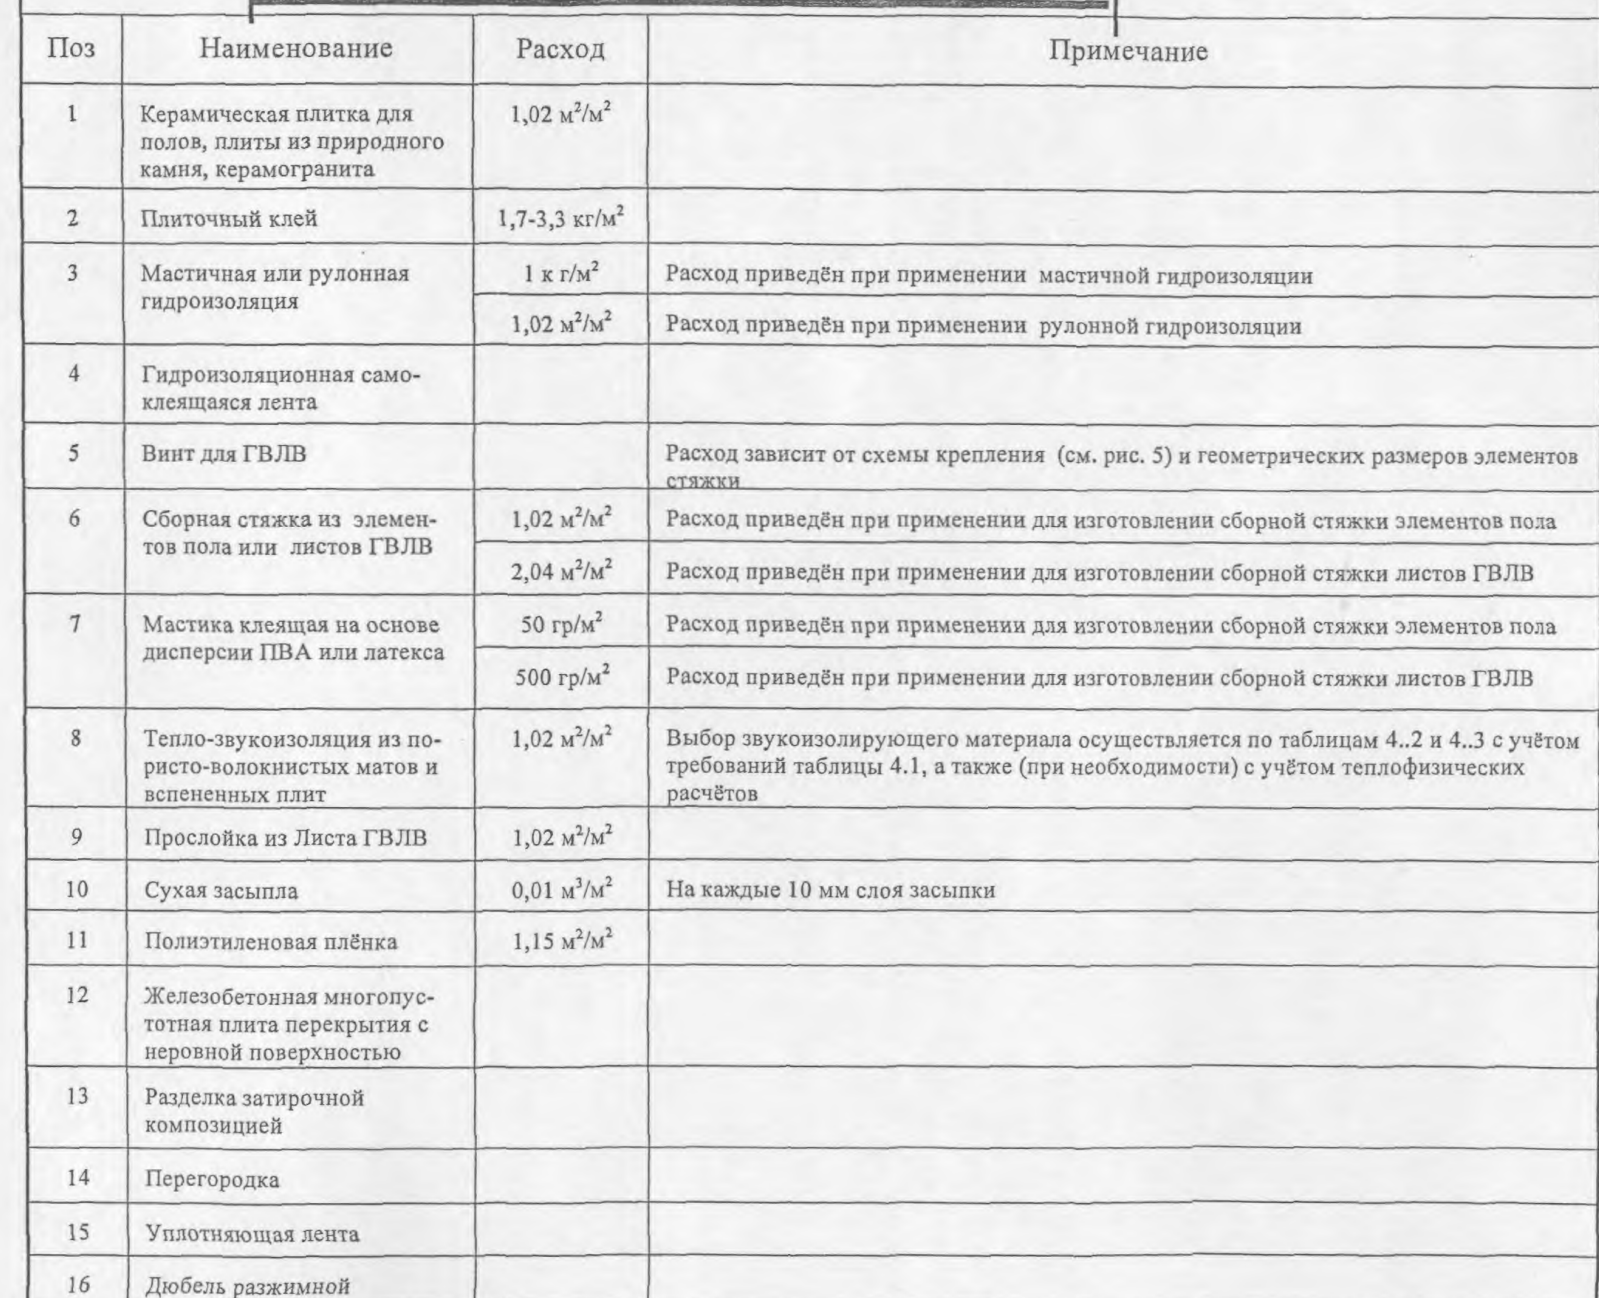 Поз Наименование Расход Примечание
1 Керамическая плитка для 1,02 м²/м²
полов, плиты из природного
камня, керамогранита
2 Плиточный клей 1,7-3,3 кг/м²
3 Мастичная или рулонная 1 к г/м² Расход приведён при применении мастичной гидроизоляции
гидроизоляция
1,02 м²/м² Расход приведён при применении рулонной гидроизоляции
4 Гидроизоляционная само-
клеящаяся лента
5 Винт для ГВЛВ Расход зависит от схемы крепления (см. рис. 5) и геометрических размеров элементов
стяжки
6 Сборная стяжка из элемен- 1,02 м²/м² Расход приведён при применении для изготовлении сборной стяжки элементов пола
тов пола или листов ГВЛВ
2,04 м²/м² Расход приведён при применении для изготовлении сборной стяжки листов ГВЛВ
7 Мастика клеящая на основе 50 гр/м² Расход приведён при применении для изготовлении сборной стяжки элементов пола
дисперсии ПВА или латекса
500 гр/м² Расход приведён при применении для изготовлении сборной стяжки листов ГВЛВ
8 Тепло-звукоизоляция из по- 1,02 м²/м² Выбор звукоизолирующего материала осуществляется по таблицам 4..2 и 4..3 с учётом
ристо-волокнистых матов и требований таблицы 4.1, а также (при необходимости) с учётом теплофизических
вспененных плит расчётов
9 Прослойка из Листа ГВЛВ 1,02 м²/м²
10 Сухая засыпла 0,01 м³/м² На каждые 10 мм слоя засыпки
11 Полиэтиленовая плёнка 1,15 м²/м²
12 Железобетонная многопус-
тотная плита перекрытия с
неровной поверхностью
13 Разделка затирочной
композицией
14 Перегородка
15 Уплотняющая лента
16 Дюбель разжимной